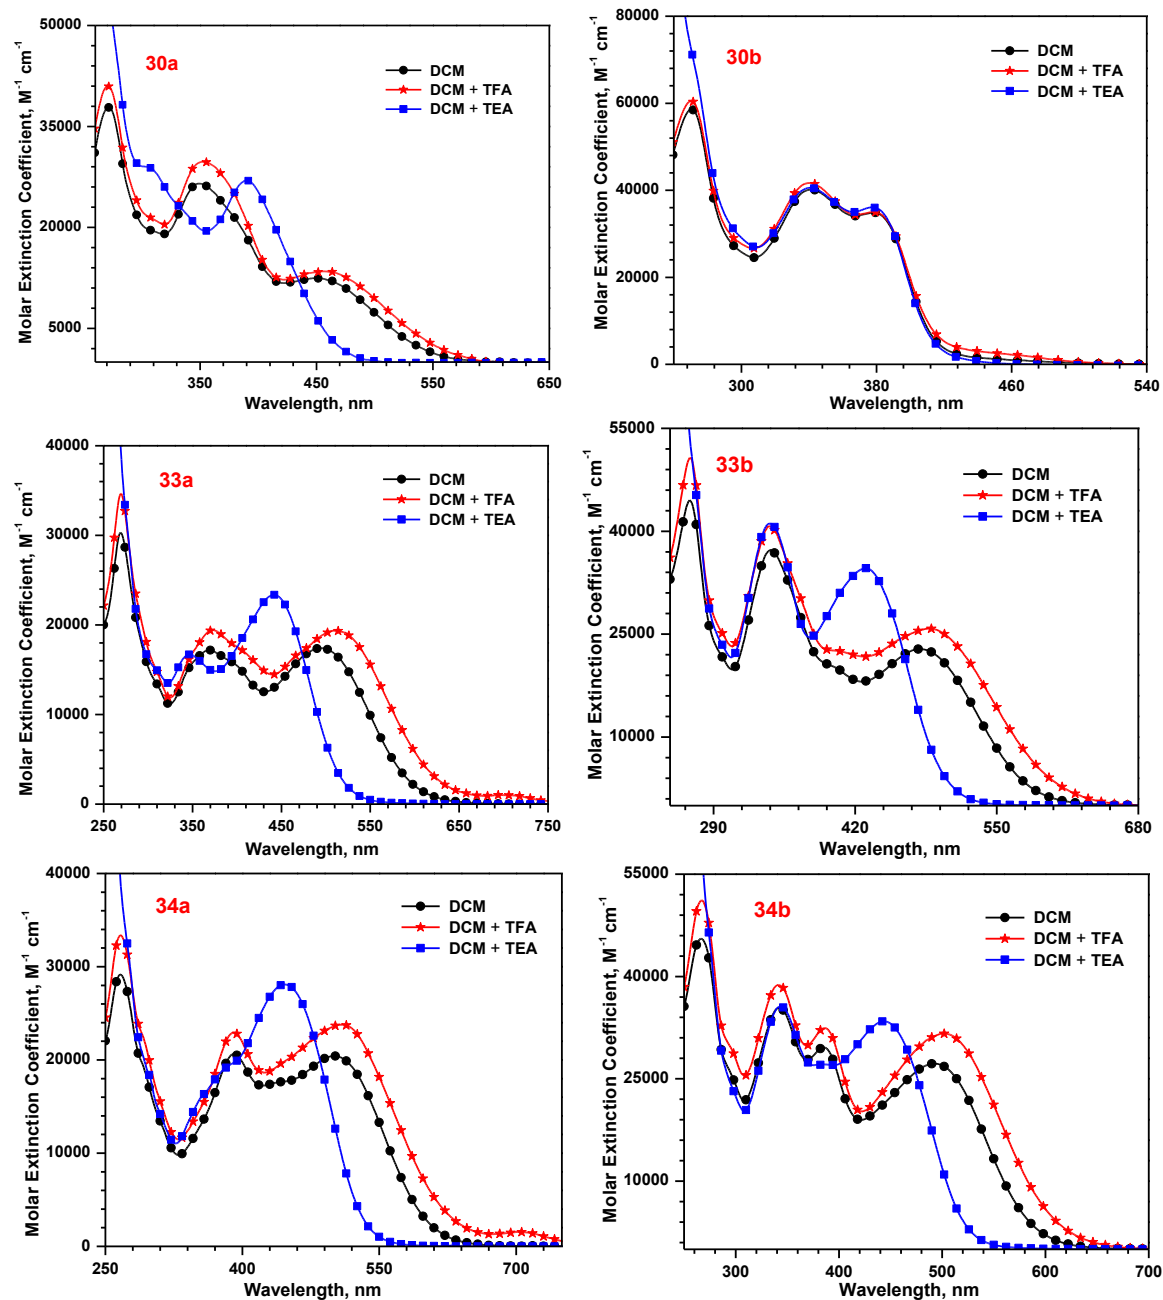 30a
DCM
DCM + TFA
DCM + TEA
Molar Extinction Coefficient, M⁻¹ cm⁻¹
50000
35000
20000
5000
350 450 550 650
Wavelength, nm
30b
DCM
DCM + TFA
DCM + TEA
Molar Extinction Coefficient, M⁻¹ cm⁻¹
80000
60000
40000
20000
0
300 380 460 540
Wavelength, nm
33a
DCM
DCM + TFA
DCM + TEA
Molar Extinction Coefficient, M⁻¹ cm⁻¹
40000
30000
20000
10000
0
250 350 450 550 650 750
Wavelength, nm
33b
DCM
DCM + TFA
DCM + TEA
Molar Extinction Coefficient, M⁻¹ cm⁻¹
55000
40000
25000
10000
290 420 550 680
Wavelength, nm
34a
DCM
DCM + TFA
DCM + TEA
Molar Extinction Coefficient, M⁻¹ cm⁻¹
40000
30000
20000
10000
0
250 400 550 700
Wavelength, nm
34b
DCM
DCM + TFA
DCM + TEA
Molar Extinction Coefficient, M⁻¹ cm⁻¹
55000
40000
25000
10000
300 400 500 600 700
Wavelength, nm